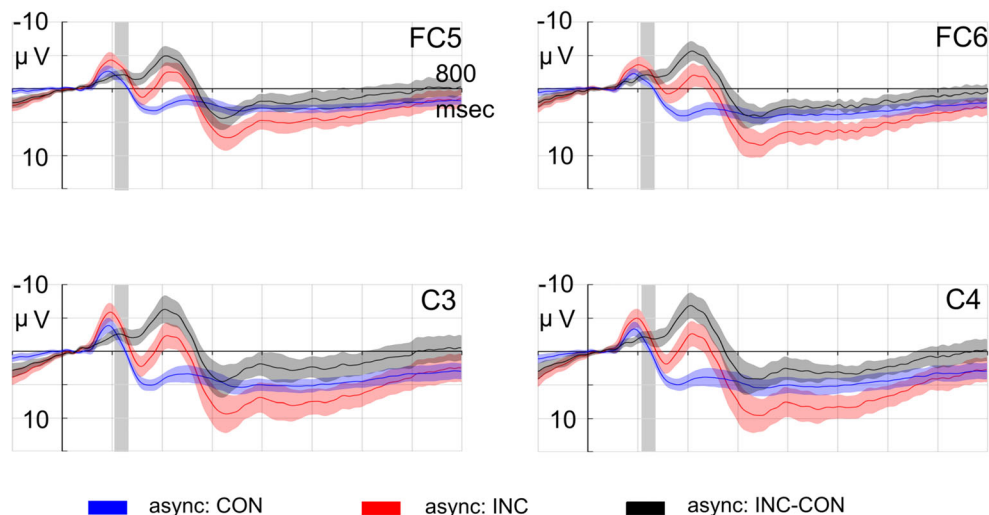 -10
µ V
10
FC5
800
msec
-10
µ V
10
FC6
-10
µ V
10
C3
-10
µ V
10
C4
async: CON
async: INC
async: INC-CON